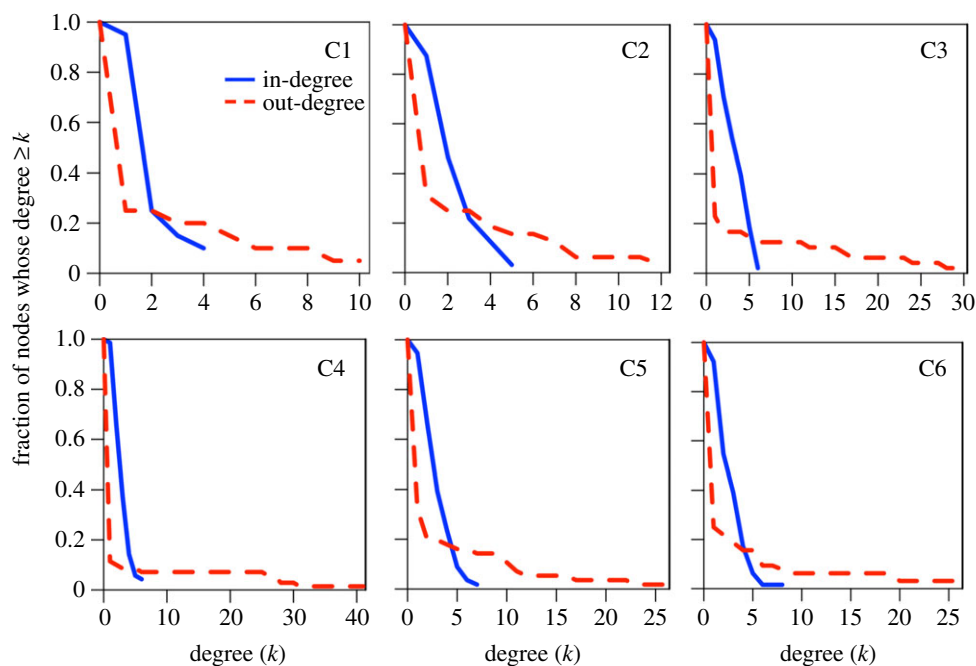 fraction of nodes whose degree ≥ k
1.0
0.8
0.6
0.4
0.2
0
C1
in-degree
out-degree
0 2 4 6 8 10
C2
0 2 4 6 8 10 12
C3
0 5 10 15 20 25 30
1.0
0.8
0.6
0.4
0.2
0
C4
0 10 20 30 40
degree (k)
C5
0 5 10 15 20 25
degree (k)
C6
0 5 10 15 20 25
degree (k)